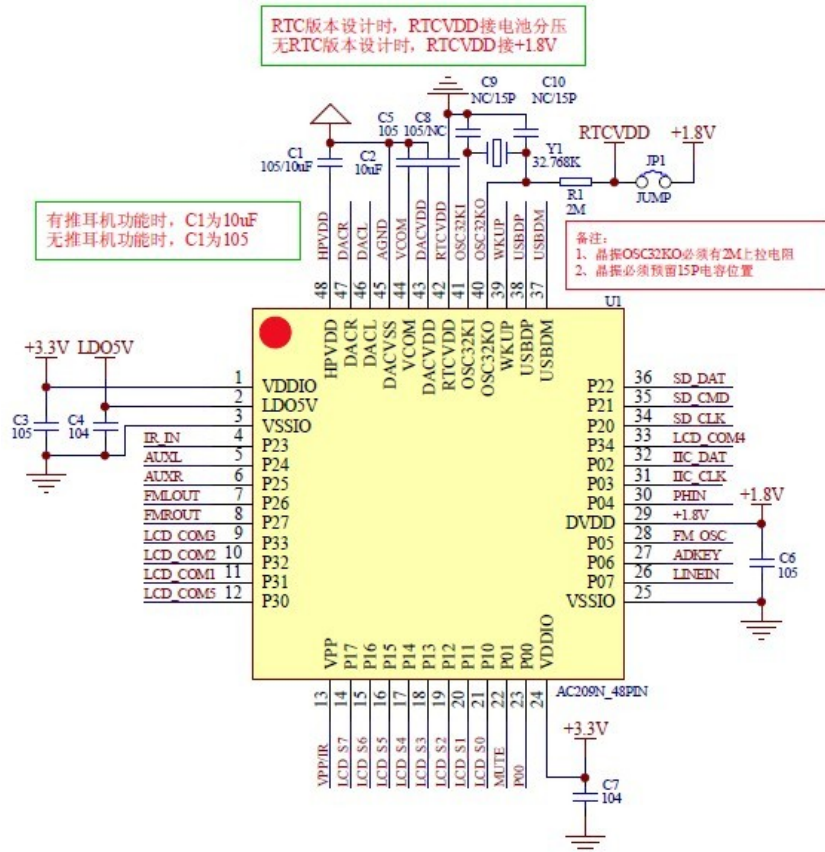 RTC版本设计时，RTCVDD接电池分压
无RTC版本设计时，RTCVDD接+1.8V
C9
NC/15P
C10
NC/15P
C5
105
C8
105/NC
RTCVDD
+1.8V
C1
105/10uF
C2
10uF
Y1
32.768K
JP1
JUMP
R1
2M
有推耳机功能时，C1为10uF
无推耳机功能时，C1为105
备注:
1、晶振OSC32KO必须有2M上拉电阻
2、晶振必须预留15P电容位置
HPVDD
DACR
DACL
AGND
VCOM
DACVDD
RTCVDD
OSC32KI
OSC32KO
WKUP
USBDP
USBDM
48
47
46
45
44
43
42
41
40
39
38
37
U1
HPVDD
DACR
DACL
DACVSS
VCOM
DACVDD
RTCVDD
OSC32KI
OSC32KO
WKUP
USBDP
USBDM
+3.3V
LDO5V
C3
105
C4
104
1 VDDIO
2 LDO5V
3 VSSIO
IR_IN 4 P23
AUXL 5 P24
AUXR 6 P25
FMLOUT 7 P26
FMROUT 8 P27
LCD_COM3 9 P33
LCD_COM2 10 P32
LCD_COM1 11 P31
LCD_COM5 12 P30
P22 36 SD_DAT
P21 35 SD_CMD
P20 34 SD_CLK
P34 33 LCD_COM4
P02 32 IIC_DAT
P03 31 IIC_CLK
P04 30 PHIN
DVDD 29 +1.8V
P05 28 FM_OSC
P06 27 ADKEY
P07 26 LINEIN
VSSIO 25
+1.8V
C6
105
VPP
P17
P16
P15
P14
P13
P12
P11
P10
P01
P00
VDDIO
AC209N_48PIN
13
14
15
16
17
18
19
20
21
22
23
24
VPP/IR
LCD_S7
LCD_S6
LCD_S5
LCD_S4
LCD_S3
LCD_S2
LCD_S1
LCD_S0
MUTE
P00
+3.3V
C7
104